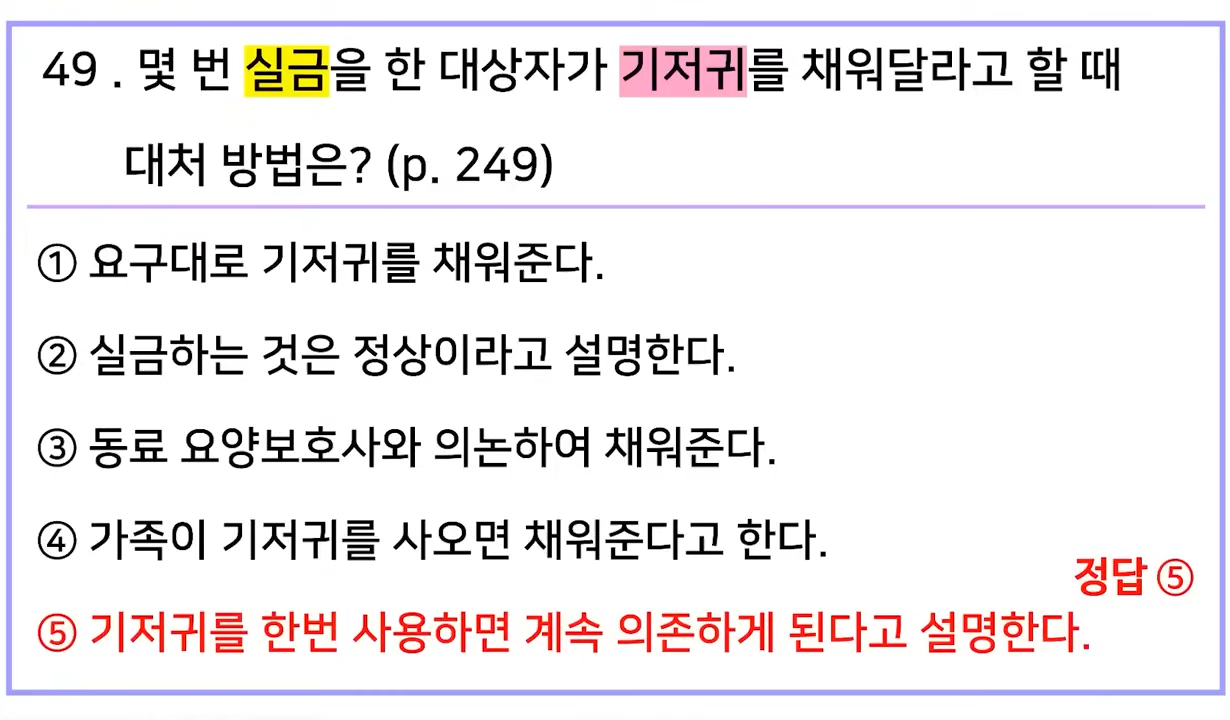 49 . 몇 번 실금을 한 대상자가 기저귀를 채워달라고 할 때
대처 방법은? (p. 249)
① 요구대로 기저귀를 채워준다.
② 실금하는 것은 정상이라고 설명한다.
③ 동료 요양보호사와 의논하여 채워준다.
④ 가족이 기저귀를 사오면 채워준다고 한다.
정답 ⑤
⑤ 기저귀를 한번 사용하면 계속 의존하게 된다고 설명한다.